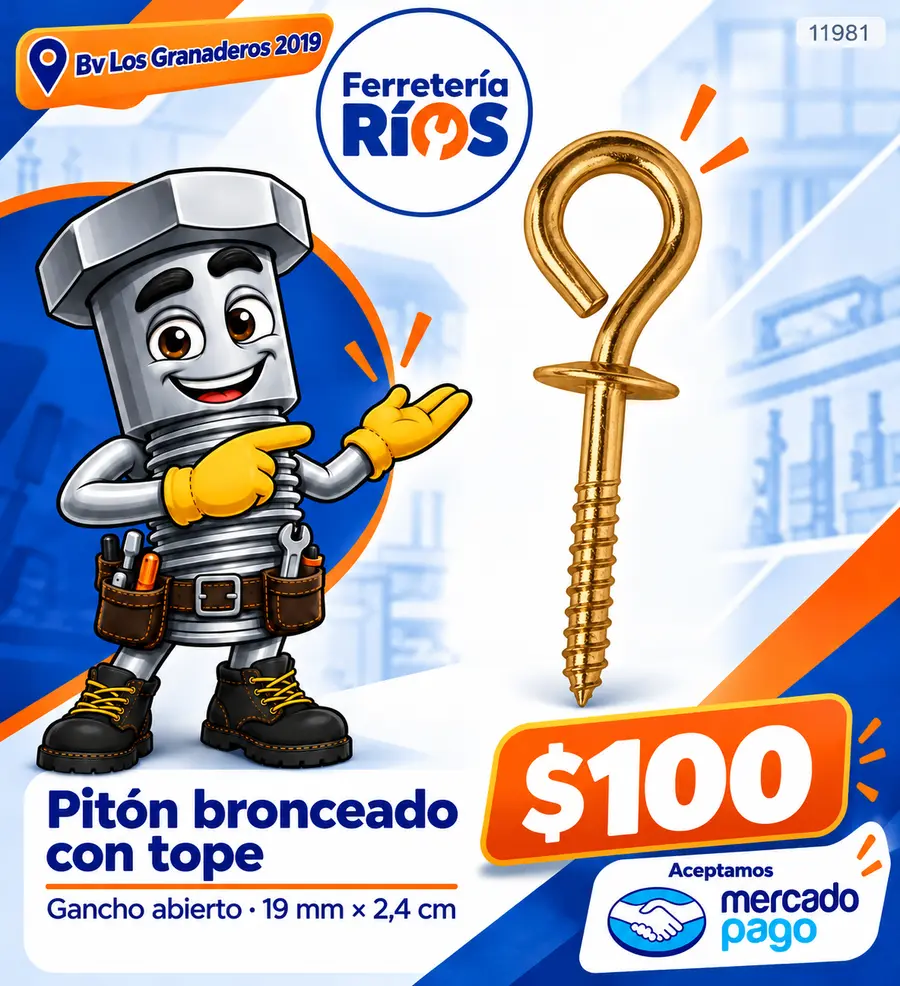 Bv Los Granaderos 2019
Ferretería
RÍOS
11981
Pitón bronceado
con tope
Gancho abierto · 19 mm × 2,4 cm
$100
Aceptamos
mercado
pago